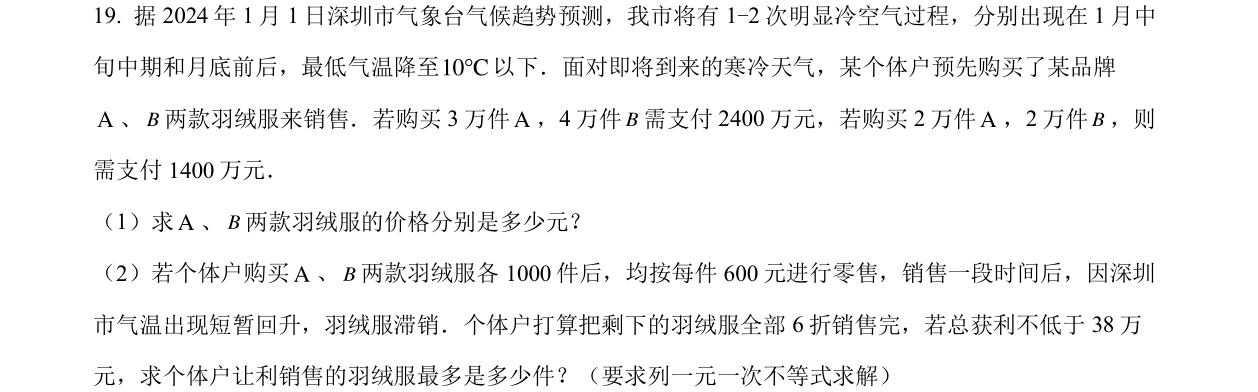 19. 据 2024 年 1 月 1 日深圳市气象台气候趋势预测，我市将有 1-2 次明显冷空气过程，分别出现在 1 月中
旬中期和月底前后，最低气温降至10°C以下．面对即将到来的寒冷天气，某个体户预先购买了某品牌
A 、B 两款羽绒服来销售．若购买 3 万件 A ，4 万件 B 需支付 2400 万元，若购买 2 万件 A ，2 万件 B ，则
需支付 1400 万元．
（1）求 A 、B 两款羽绒服的价格分别是多少元？
（2）若个体户购买 A 、B 两款羽绒服各 1000 件后，均按每件 600 元进行零售，销售一段时间后，因深圳
市气温出现短暂回升，羽绒服滞销．个体户打算把剩下的羽绒服全部 6 折销售完，若总获利不低于 38 万
元，求个体户让利销售的羽绒服最多是多少件？（要求列一元一次不等式求解）